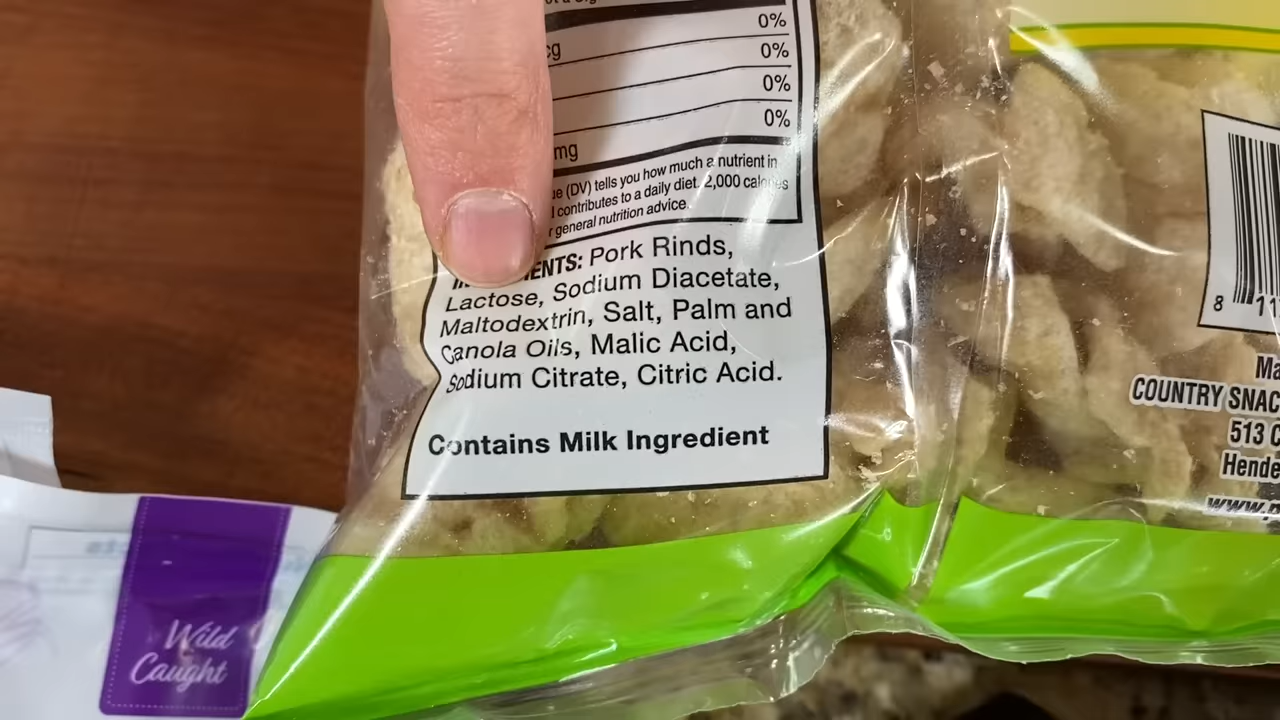 0%
cg 0%
0%
0%
mg
(DV) tells you how much a nutrient in
contributes to a daily diet. 2,000 calories
general nutrition advice.
ENTS: Pork Rinds,
Lactose, Sodium Diacetate,
Maltodextrin, Salt, Palm and
Canola Oils, Malic Acid,
Sodium Citrate, Citric Acid.
Contains Milk Ingredient
8 11
Ma
COUNTRY SNAC
513
Hende
www.
Wild
Caught